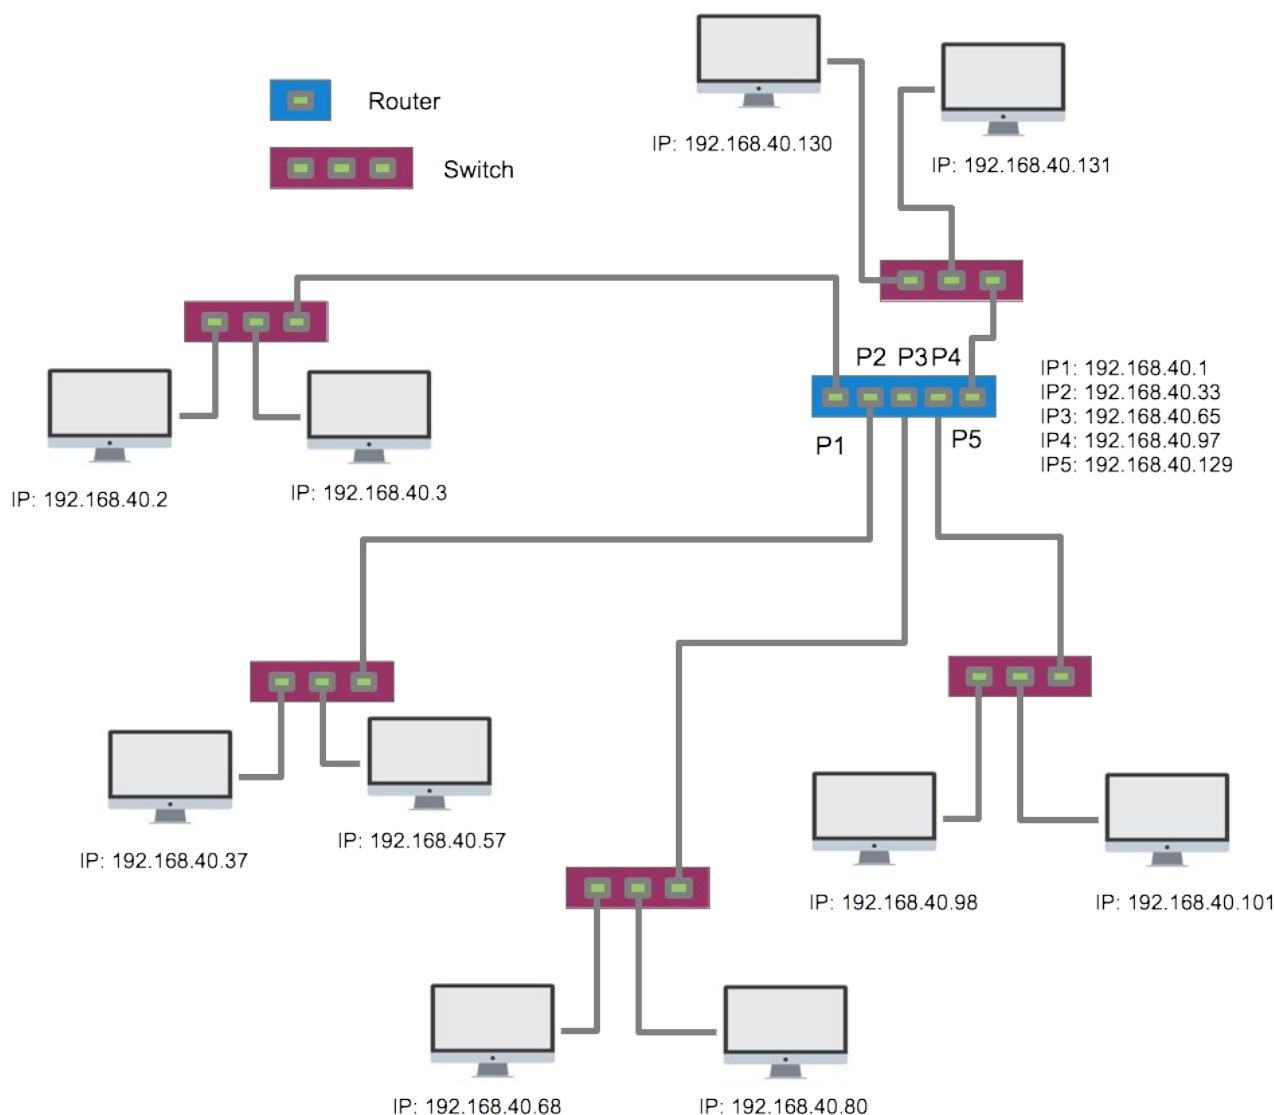 Router
Switch
IP: 192.168.40.130
IP: 192.168.40.131
P2 P3 P4
P1
P5
IP1: 192.168.40.1
IP2: 192.168.40.33
IP3: 192.168.40.65
IP4: 192.168.40.97
IP5: 192.168.40.129
IP: 192.168.40.2
IP: 192.168.40.3
IP: 192.168.40.37
IP: 192.168.40.57
IP: 192.168.40.98
IP: 192.168.40.101
IP: 192.168.40.68
IP: 192.168.40.80